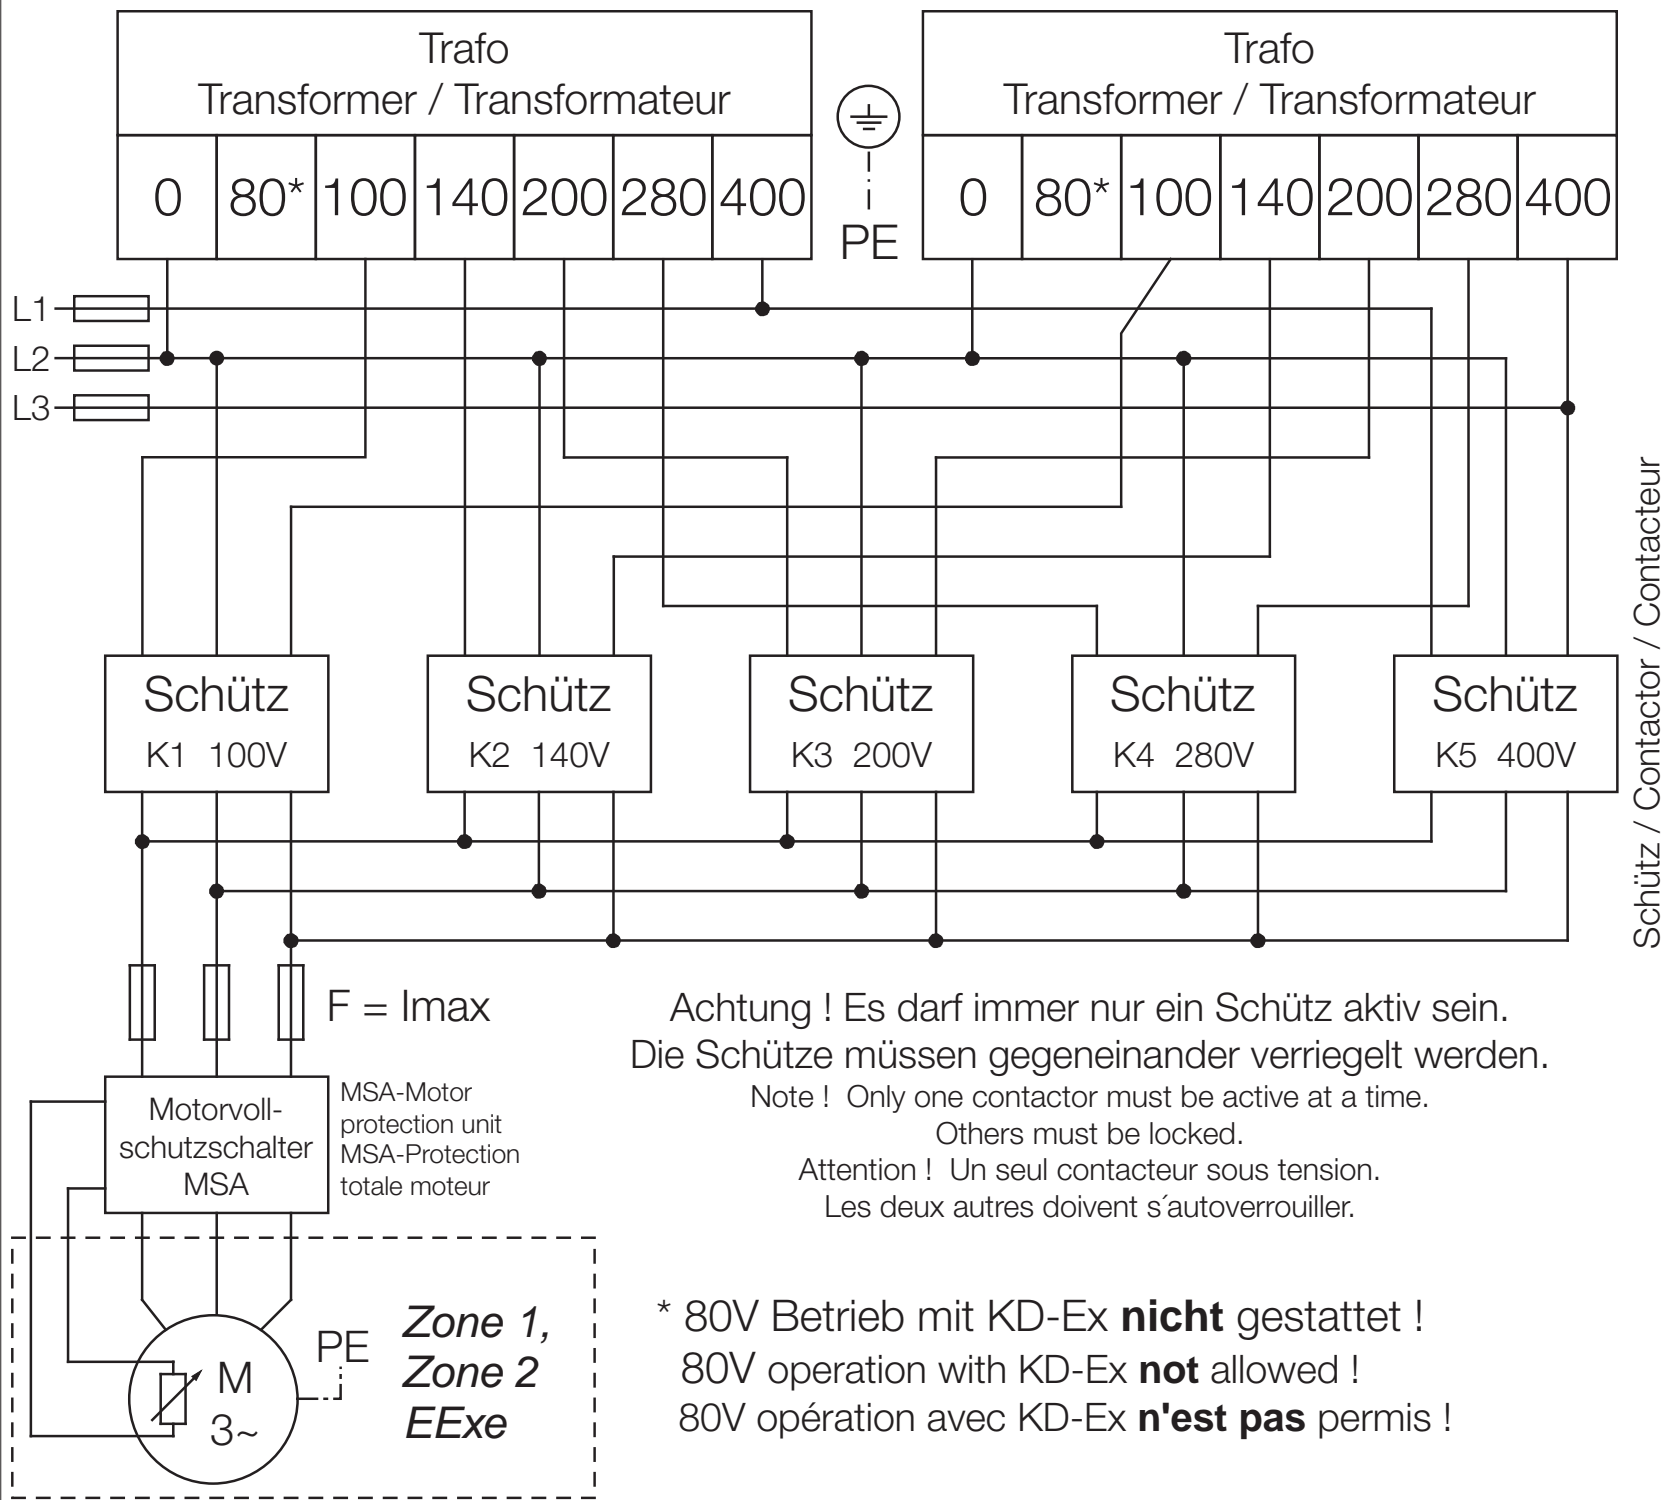 Trafo
Transformer / Transformateur
0 80* 100 140 200 280 400
PE
Trafo
Transformer / Transformateur
0 80* 100 140 200 280 400
L1
L2
L3
Schütz / Contactor / Contacteur
Schütz
K1 100V
Schütz
K2 140V
Schütz
K3 200V
Schütz
K4 280V
Schütz
K5 400V
F = Imax
Achtung ! Es darf immer nur ein Schütz aktiv sein.
Die Schütze müssen gegeneinander verriegelt werden.
Note ! Only one contactor must be active at a time.
Others must be locked.
Attention ! Un seul contacteur sous tension.
Les deux autres doivent s´autoverrouiller.
Motorvoll-
schutzschalter
MSA
MSA-Motor
protection unit
MSA-Protection
totale moteur
M
3~
PE
Zone 1,
Zone 2
EExe
* 80V Betrieb mit KD-Ex nicht gestattet !
80V operation with KD-Ex not allowed !
80V opération avec KD-Ex n'est pas permis !